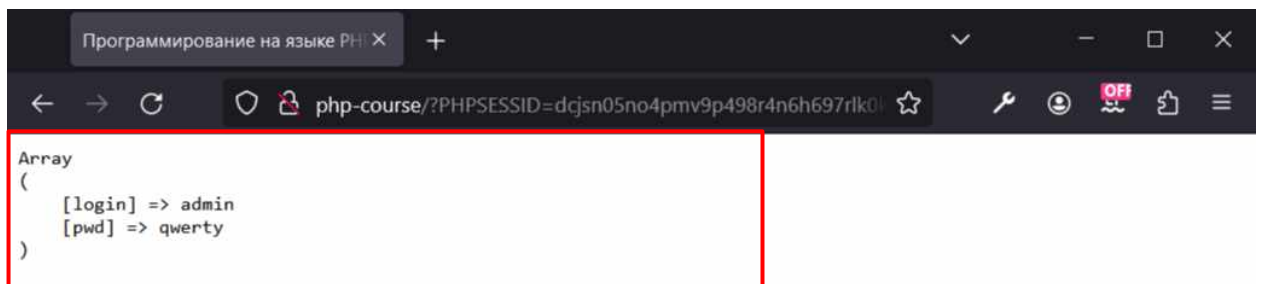 Программирование на языке PH
php-course/?PHPSESSID=dcjsn05no4pmv9p498r4n6h697rlk0
OFF
Array
(
[login] => admin
[pwd] => qwerty
)